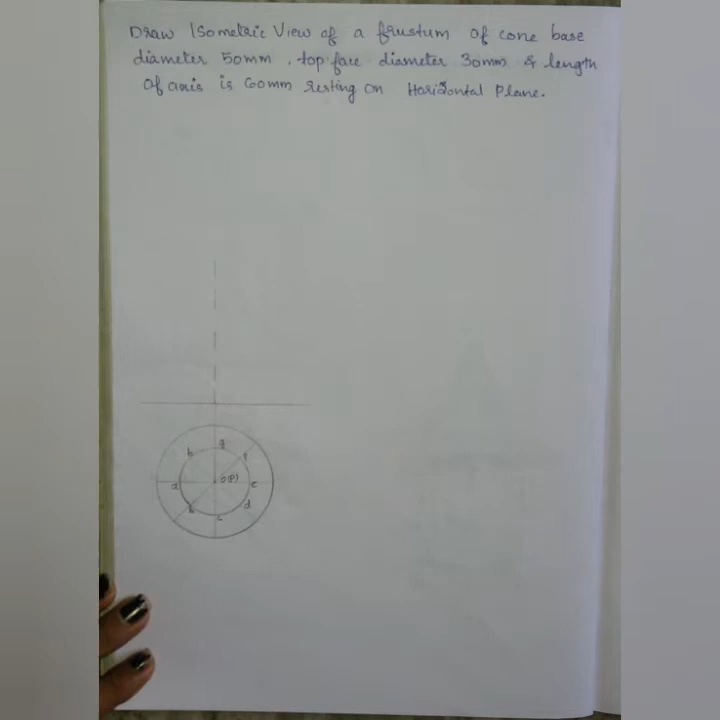 Draw Isometric View of a frustum of cone base
diameter 50mm , top face diameter 30mm & length
of axis is 60mm resting on Horizontal Plane.
h g f
a o(P) e
b c d